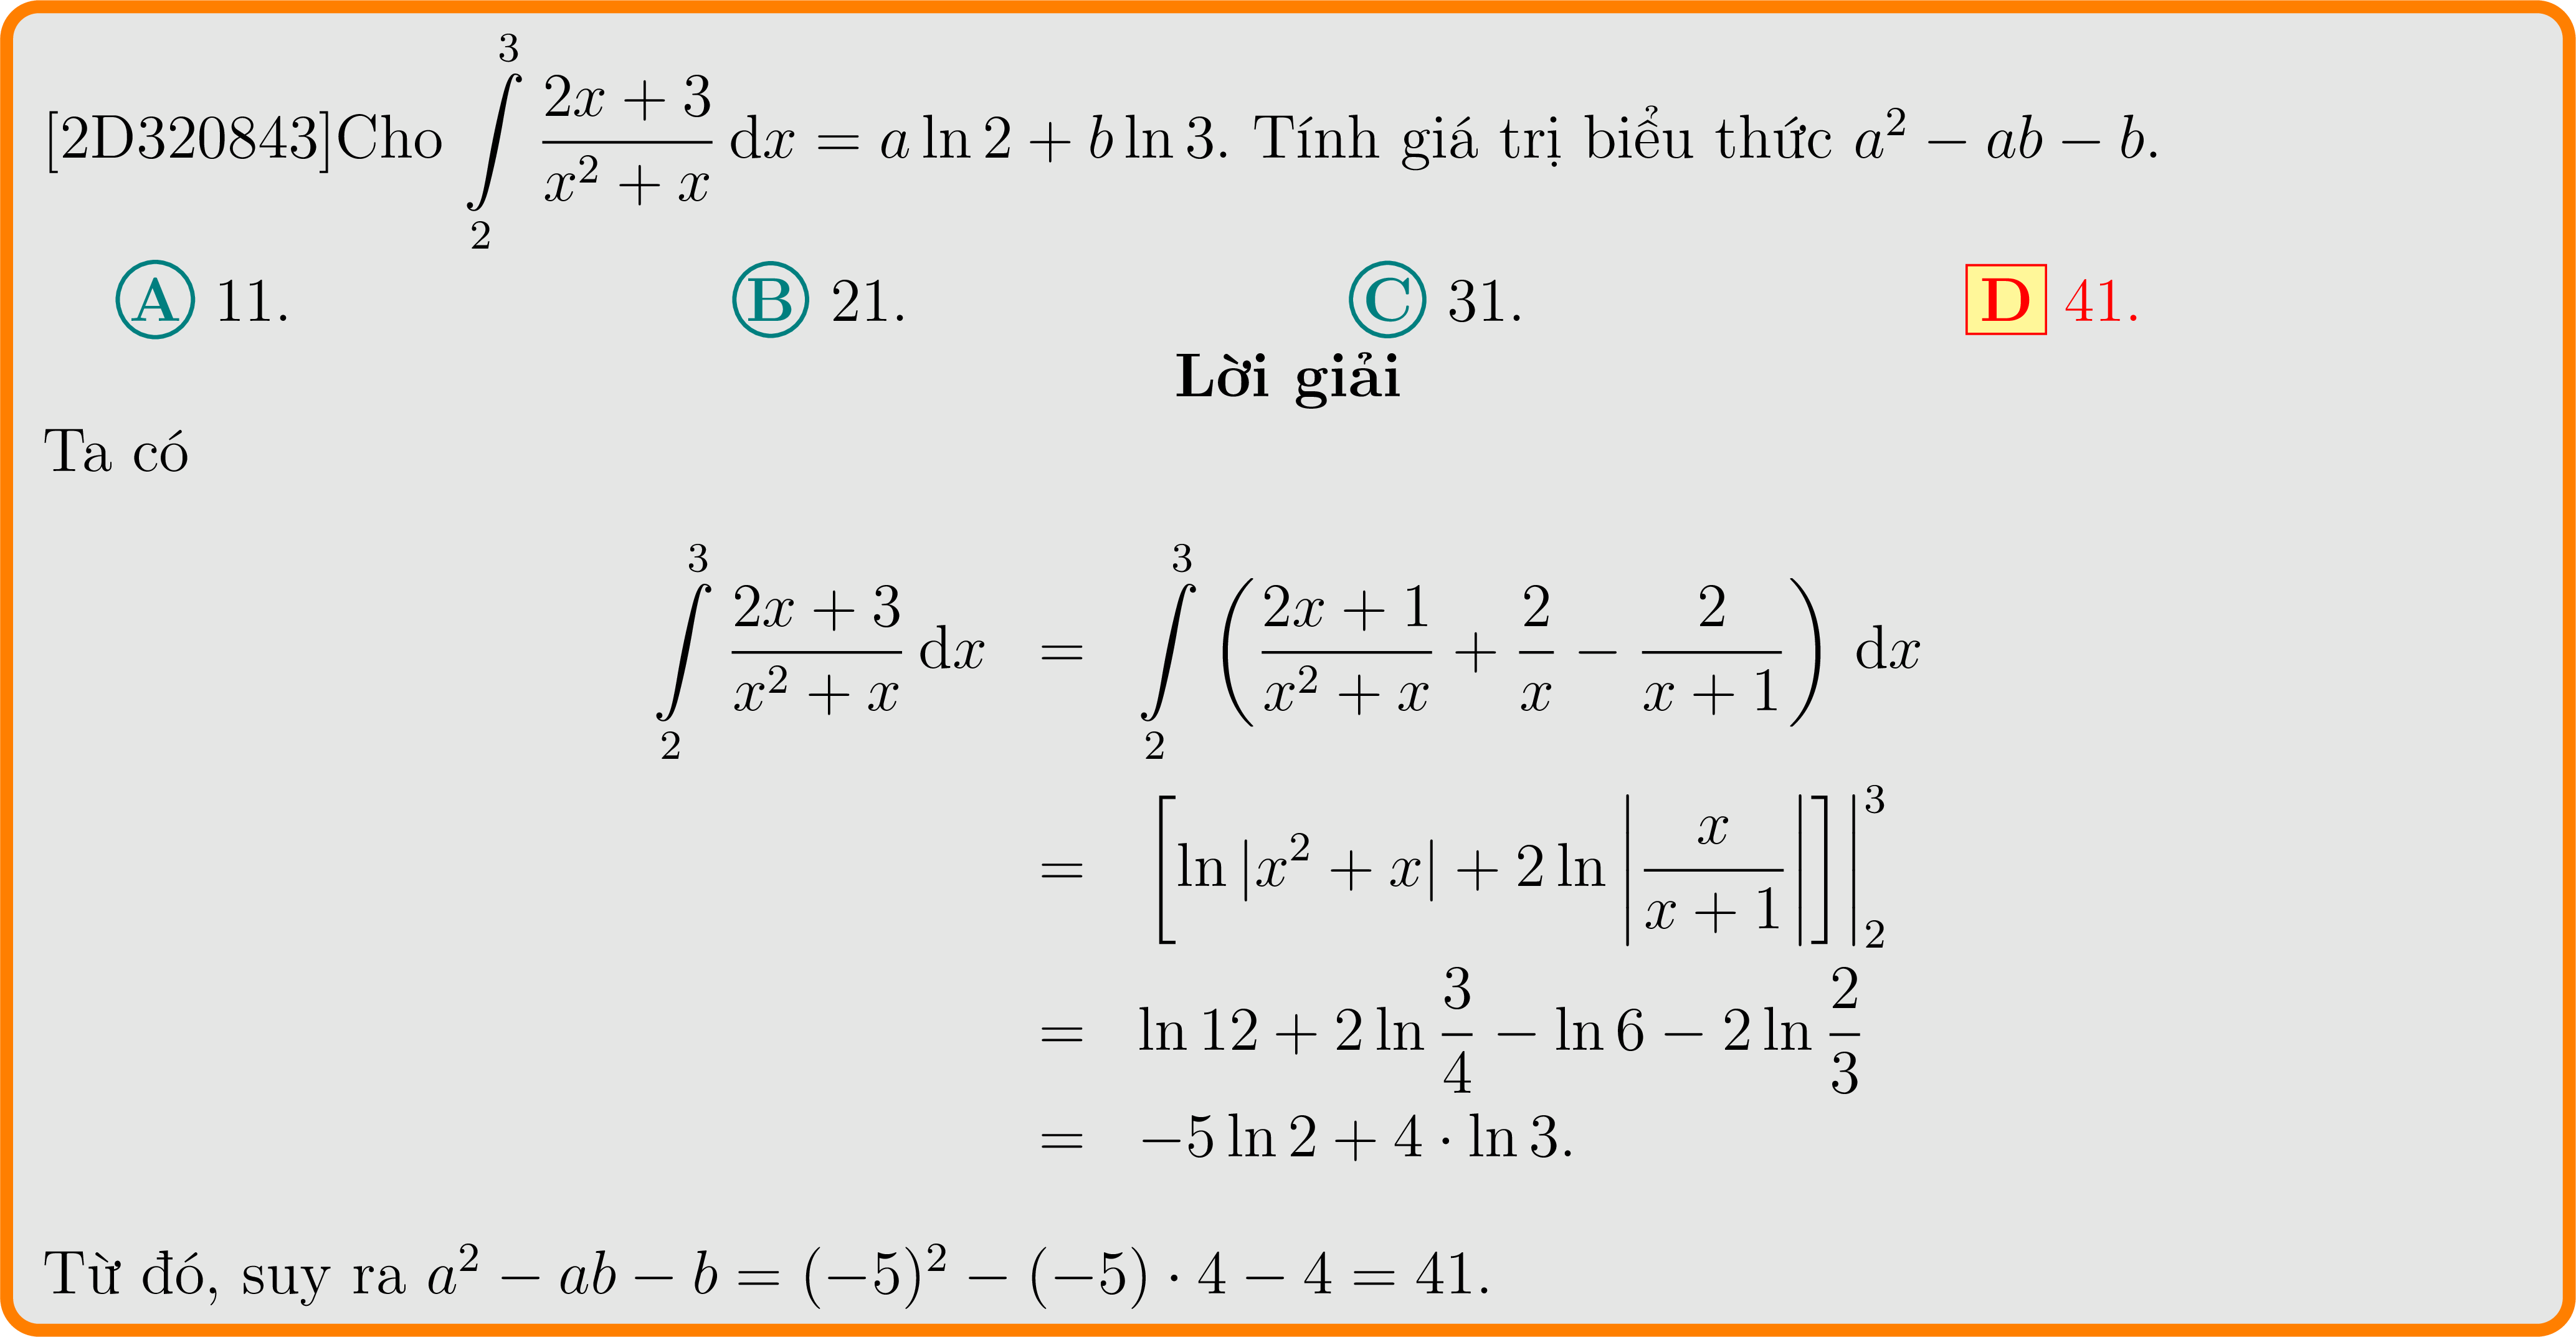 [2D320843]Cho $\int\limits_{2}^{3} \frac{2x+3}{x^2+x}\,\mathrm{d}x = a\ln 2 + b\ln 3$. Tính giá trị biểu thức $a^2 - ab - b$.
A 11. B 21. C 31. D 41.
Lời giải
Ta có
$\int\limits_{2}^{3} \frac{2x+3}{x^2+x}\,\mathrm{d}x = \int\limits_{2}^{3} \left(\frac{2x+1}{x^2+x} + \frac{2}{x} - \frac{2}{x+1}\right)\,\mathrm{d}x$
$= \left[\ln|x^2+x| + 2\ln\left|\frac{x}{x+1}\right|\right]\Big|_{2}^{3}$
$= \ln 12 + 2\ln\frac{3}{4} - \ln 6 - 2\ln\frac{2}{3}$
$= -5\ln 2 + 4\cdot\ln 3.$
Từ đó, suy ra $a^2 - ab - b = (-5)^2 - (-5)\cdot 4 - 4 = 41.$